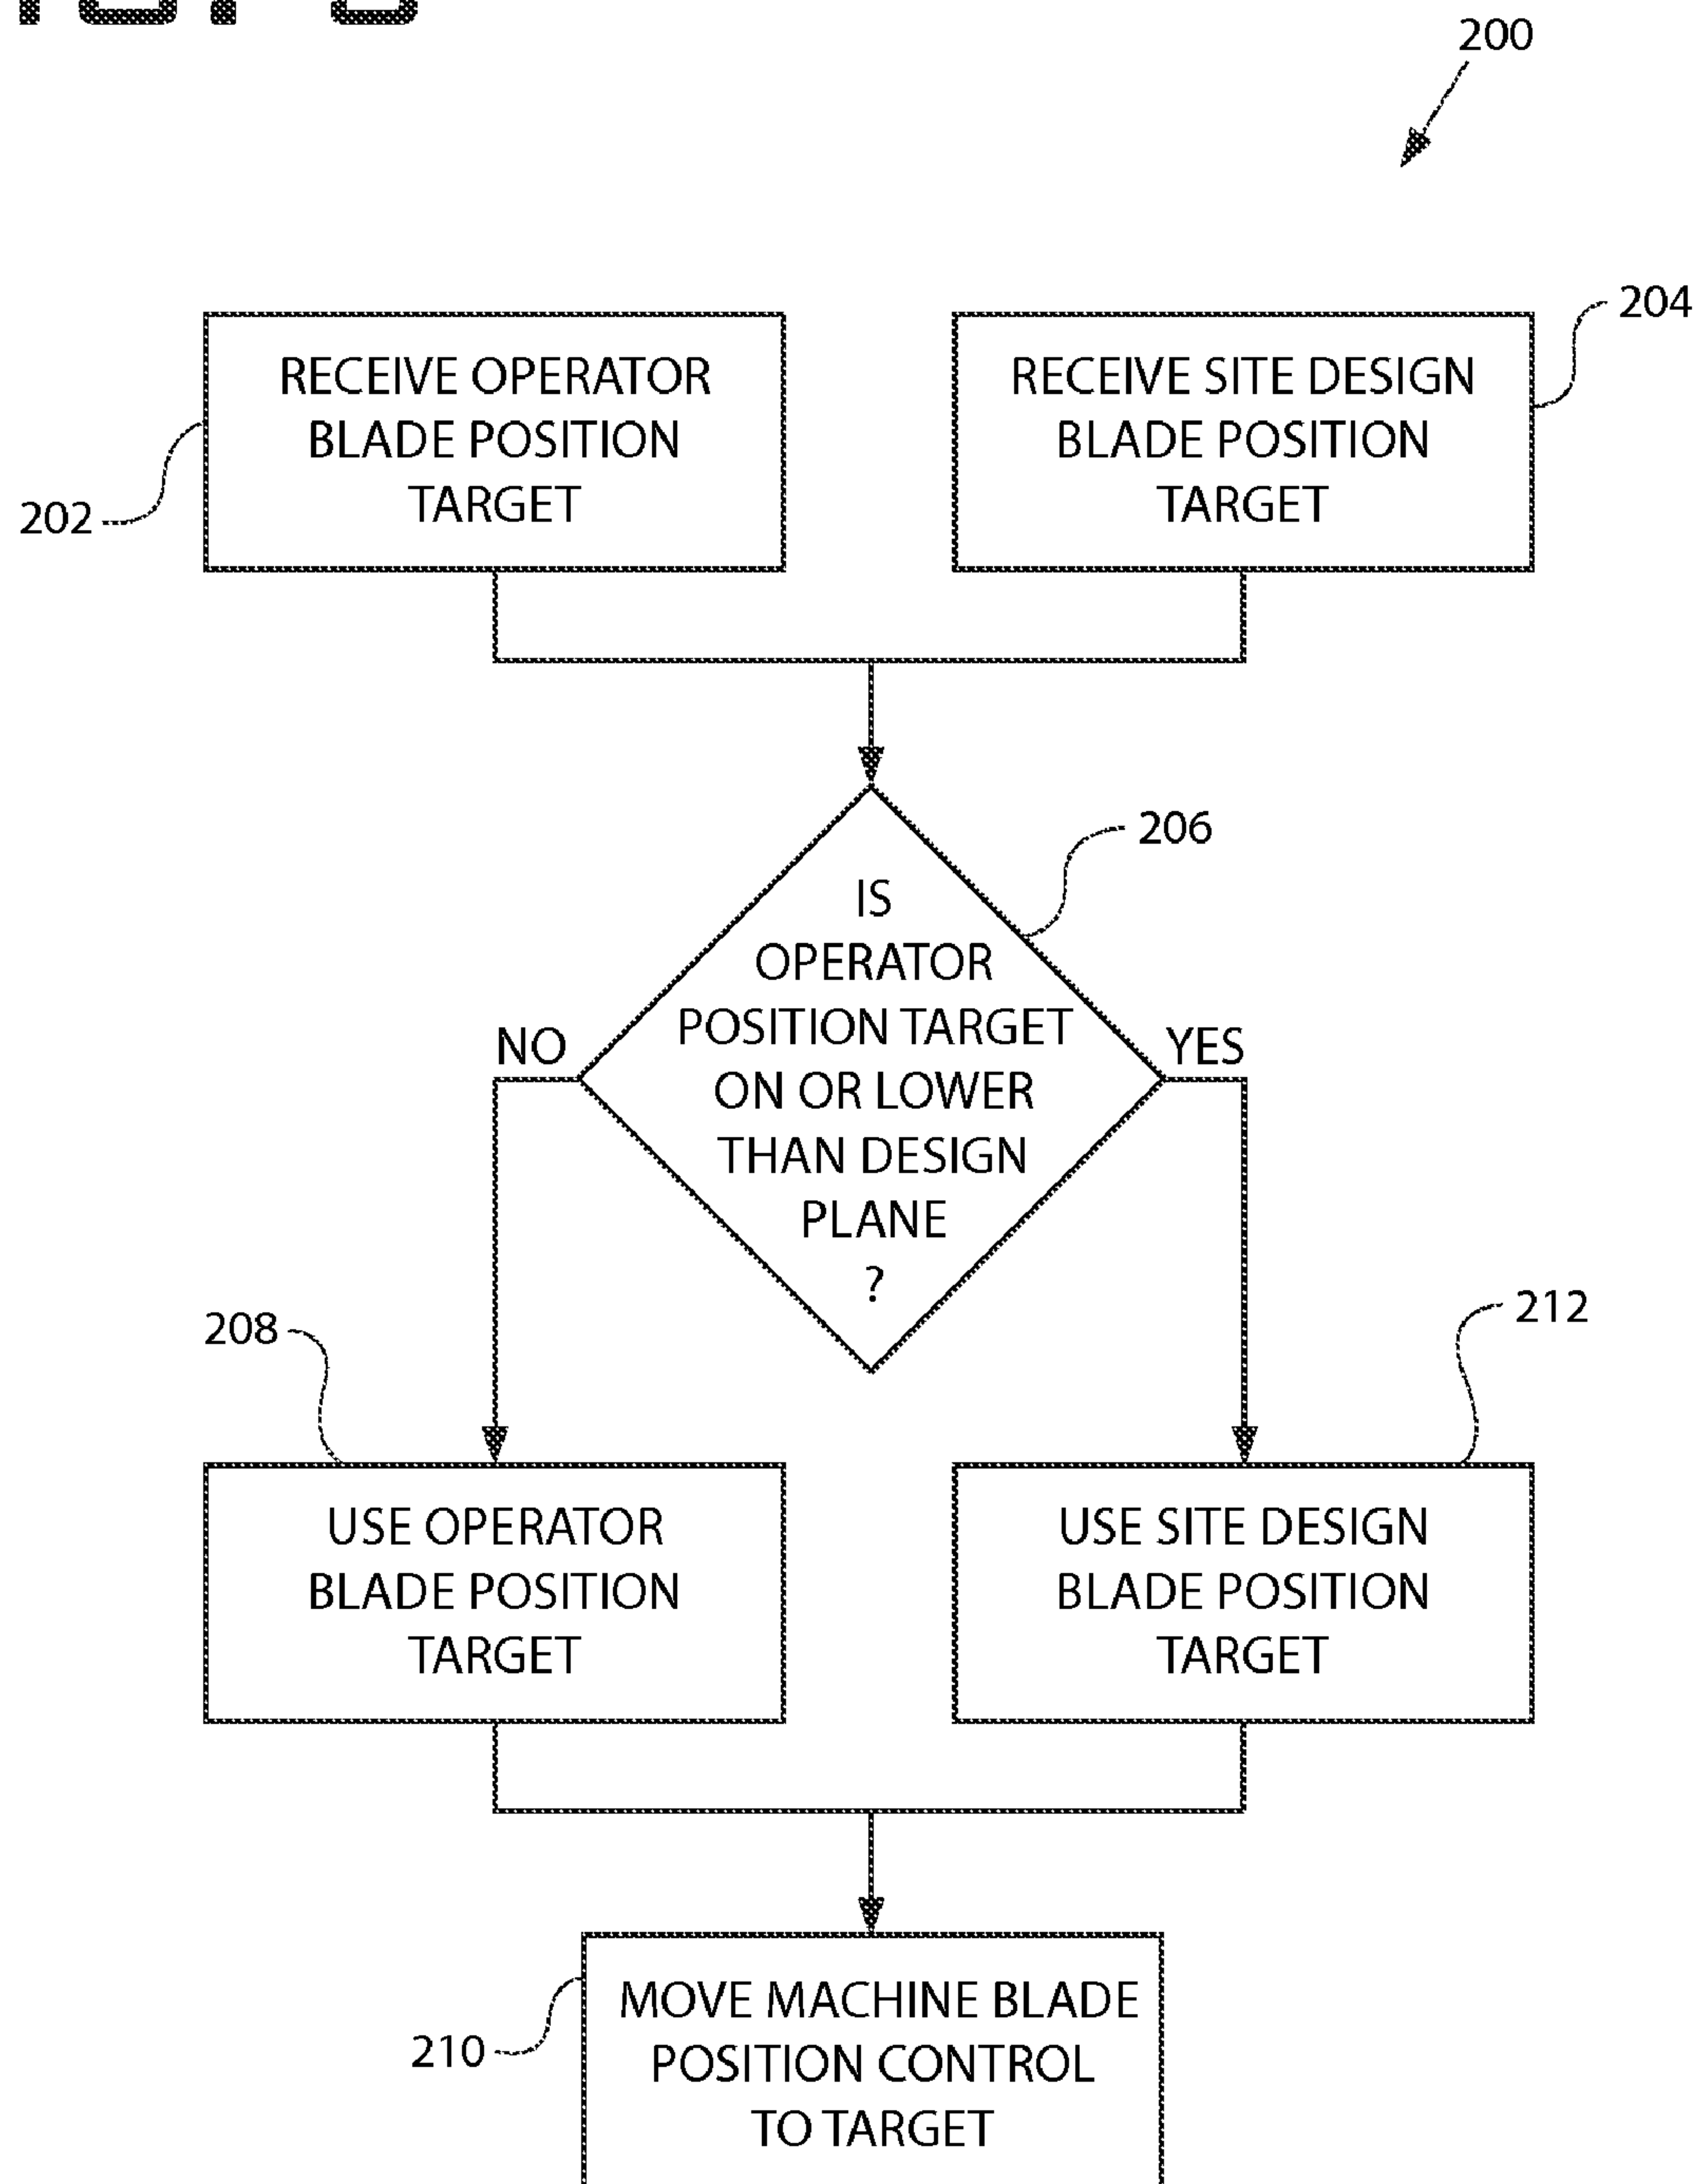 200
204
RECEIVE OPERATOR
BLADE POSITION
TARGET
RECEIVE SITE DESIGN
BLADE POSITION
TARGET
202
206
IS
OPERATOR
POSITION TARGET
ON OR LOWER
THAN DESIGN
PLANE
?
NO
YES
208
212
USE OPERATOR
BLADE POSITION
TARGET
USE SITE DESIGN
BLADE POSITION
TARGET
MOVE MACHINE BLADE
POSITION CONTROL
TO TARGET
210